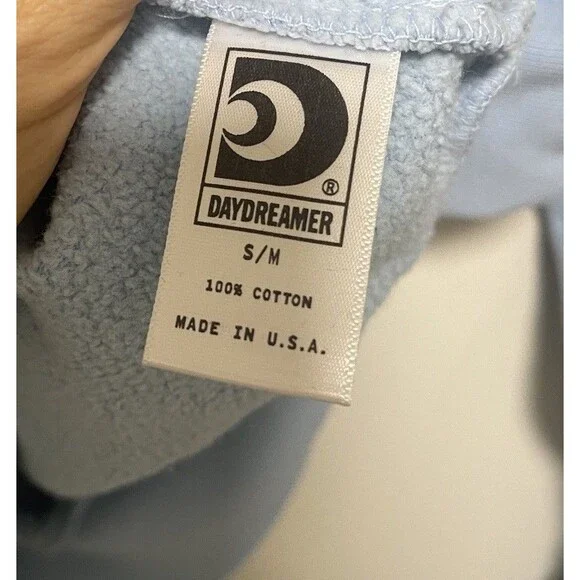 ®
DAYDREAMER
S/M
100% COTTON
MADE IN U.S.A.